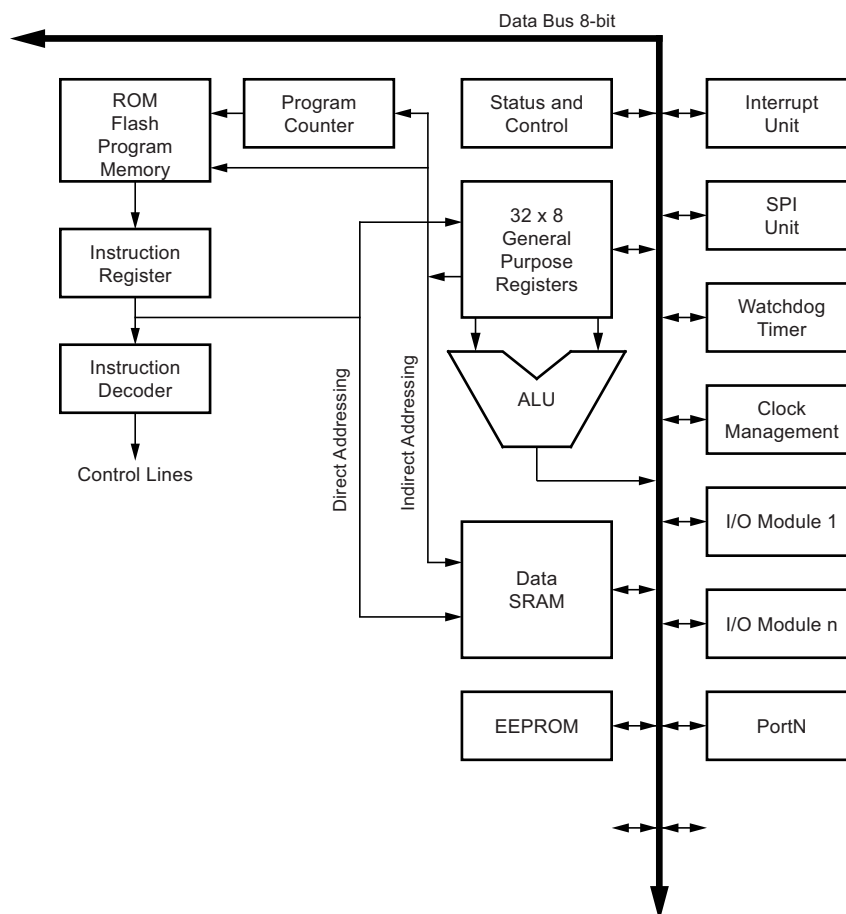 Data Bus 8-bit
ROM
Flash
Program
Memory
Program
Counter
Status and
Control
Interrupt
Unit
32 x 8
General
Purpose
Registers
SPI
Unit
Instruction
Register
Watchdog
Timer
Instruction
Decoder
ALU
Clock
Management
Control Lines
Direct Addressing
Indirect Addressing
I/O Module 1
Data
SRAM
I/O Module n
EEPROM
PortN